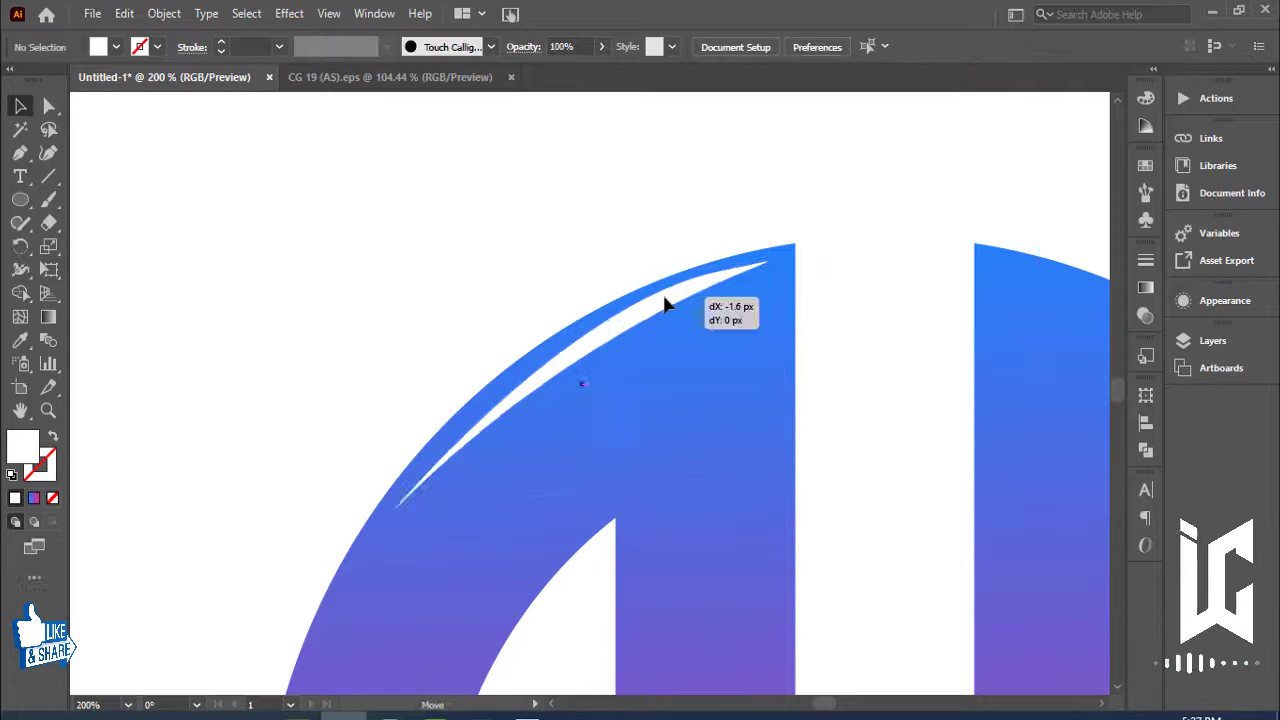 Ai File Edit Object Type Select Effect View Window Help Search Adobe Help
No Selection Stroke: Touch Callig... Opacity: 100% Style: Document Setup Preferences
Untitled-1* @ 200 % (RGB/Preview) × CG 19 (AS).eps @ 104.44 % (RGB/Preview) ×
Actions
Links
Libraries
Document Info
Variables
Asset Export
Appearance
Layers
Artboards
dX: -1.6 px
dY: 0 px
LIKE
& SHARE
200% 0° 1 Move